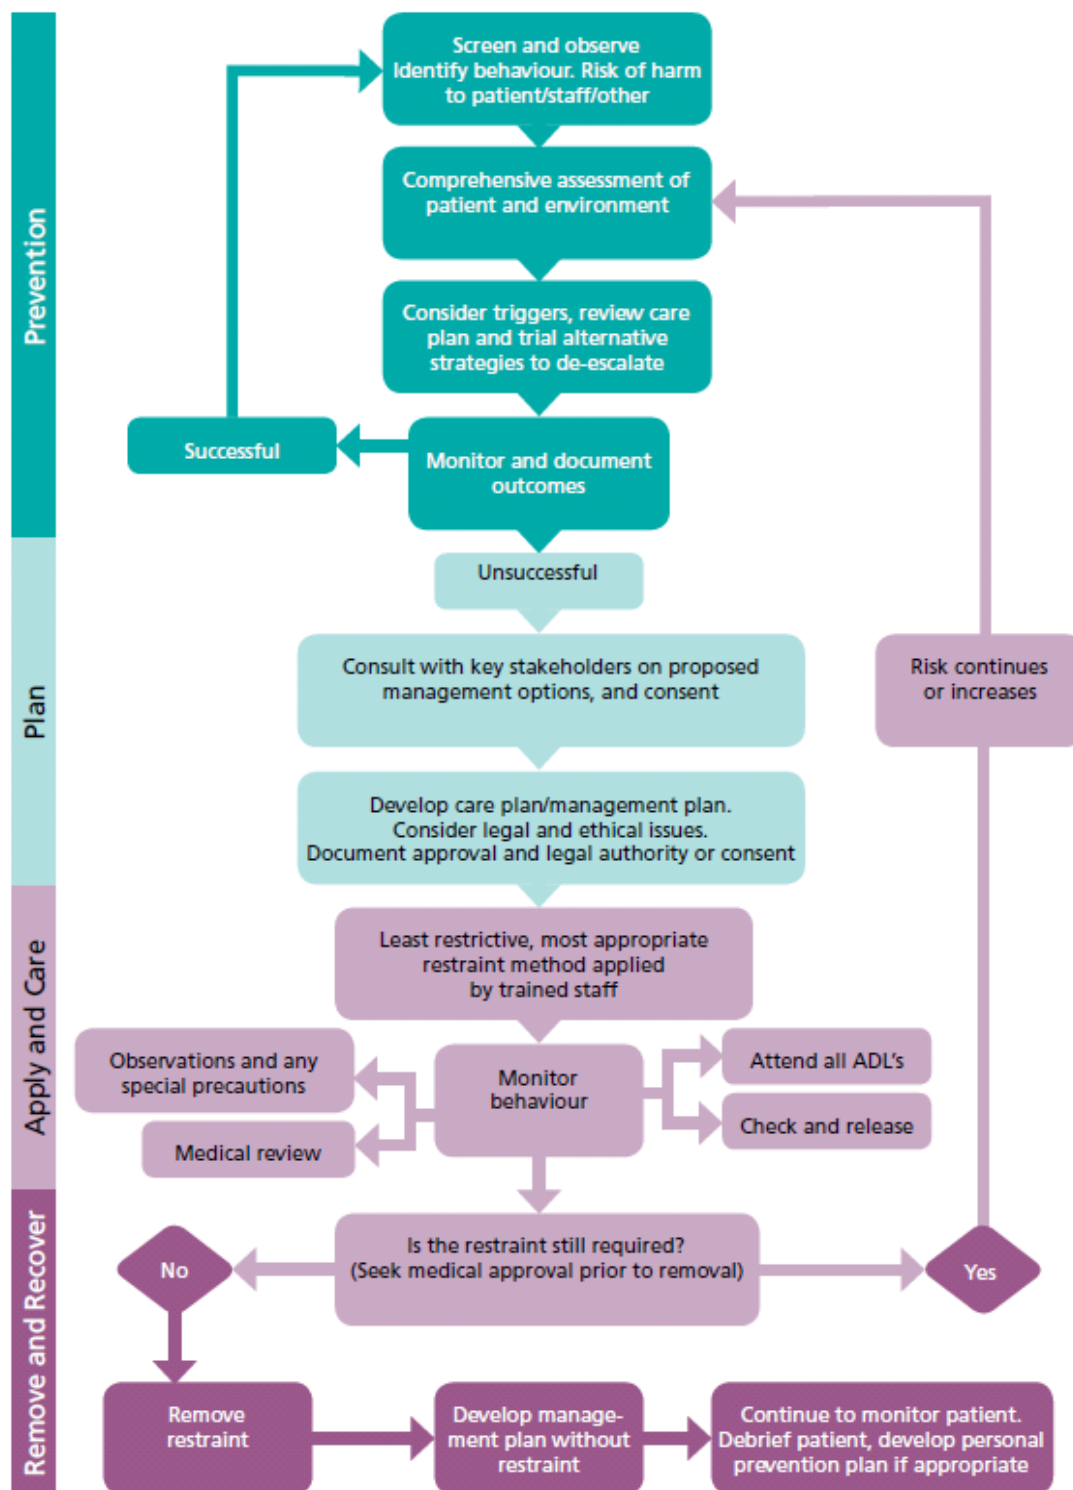 Prevention
Screen and observe
Identify behaviour. Risk of harm
to patient/staff/other
Comprehensive assessment of
patient and environment
Consider triggers, review care
plan and trial alternative
strategies to de-escalate
Successful
Monitor and document
outcomes
Plan
Unsuccessful
Consult with key stakeholders on proposed
management options, and consent
Risk continues
or increases
Develop care plan/management plan.
Consider legal and ethical issues.
Document approval and legal authority or consent
Apply and Care
Least restrictive, most appropriate
restraint method applied
by trained staff
Observations and any
special precautions
Medical review
Monitor
behaviour
Attend all ADL's
Check and release
Remove and Recover
No
Is the restraint still required?
(Seek medical approval prior to removal)
Yes
Remove
restraint
Develop manage-
ment plan without
restraint
Continue to monitor patient.
Debrief patient, develop personal
prevention plan if appropriate